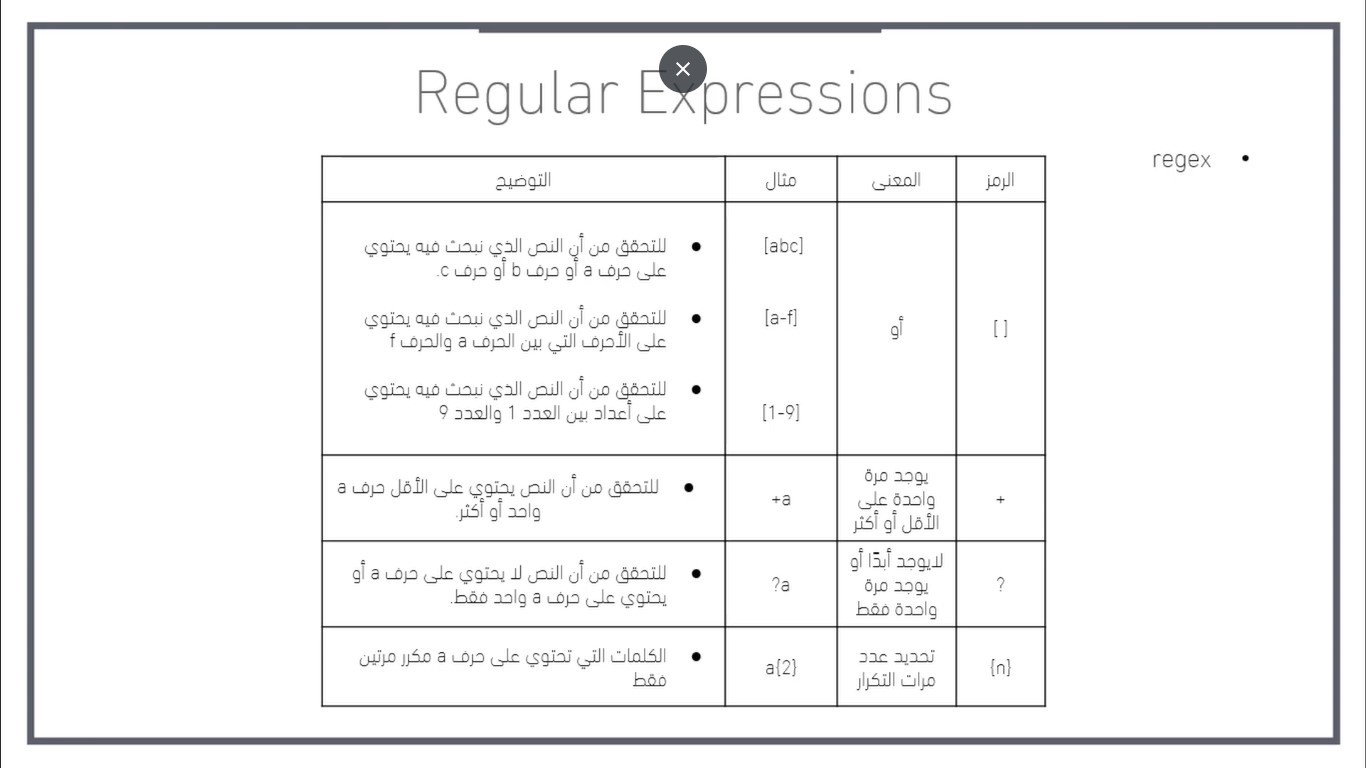 Regular Expressions
• regex
الرمز
المعنى
مثال
التوضيح
[ ]
أو
[abc]
• للتحقق من أن النص الذي نبحث فيه يحتوي
على حرف a أو حرف b أو حرف c.
[a-f]
• للتحقق من أن النص الذي نبحث فيه يحتوي
على الأحرف التي بين الحرف a والحرف f
[1-9]
• للتحقق من أن النص الذي نبحث فيه يحتوي
على أعداد بين العدد 1 والعدد 9
+
يوجد مرة
واحدة على
الأقل أو أكثر
+a
• للتحقق من أن النص يحتوي على الأقل حرف a
واحد أو أكثر.
?
لايوجد أبدًا أو
يوجد مرة
واحدة فقط
?a
• للتحقق من أن النص لا يحتوي على حرف a أو
يحتوي على حرف a واحد فقط.
{n}
تحديد عدد
مرات التكرار
a{2}
• الكلمات التي تحتوي على حرف a مكرر مرتين
فقط